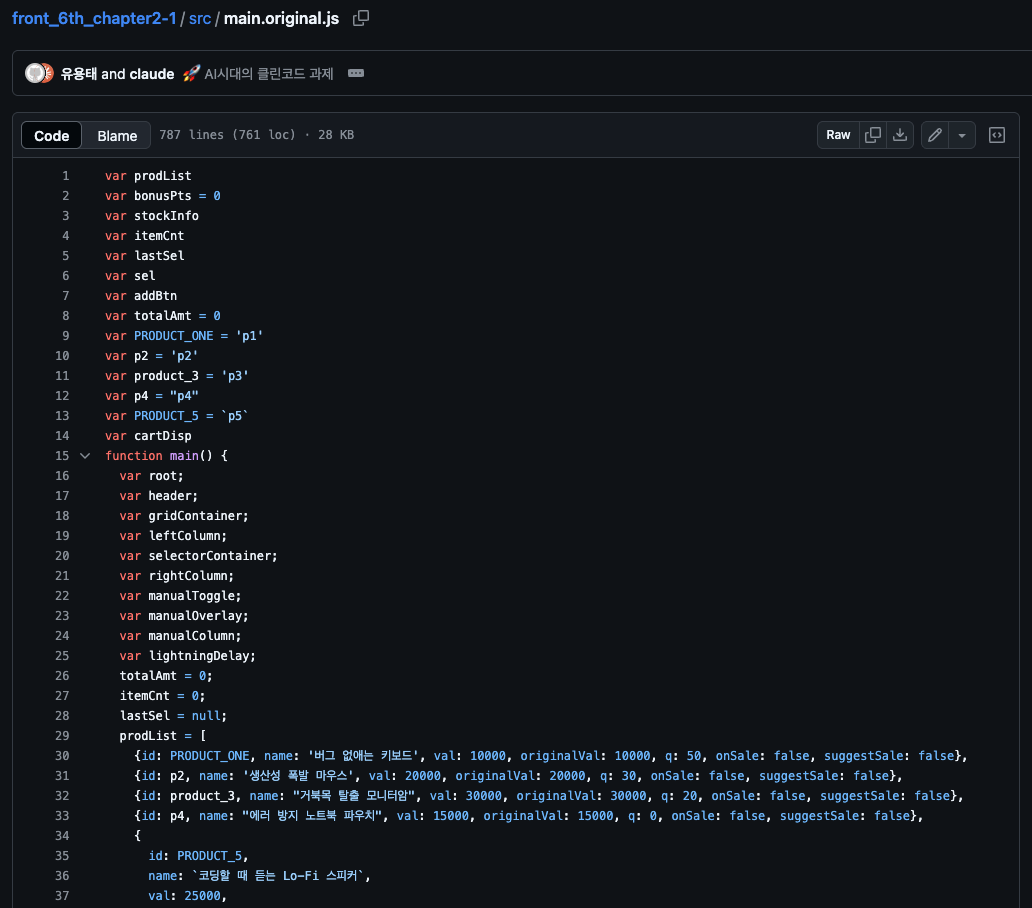 front_6th_chapter2-1 / src / main.original.js
유용태 and claude 🚀 AI시대의 클린코드 과제
Code Blame 787 lines (761 loc) · 28 KB Raw
1 var prodList
2 var bonusPts = 0
3 var stockInfo
4 var itemCnt
5 var lastSel
6 var sel
7 var addBtn
8 var totalAmt = 0
9 var PRODUCT_ONE = 'p1'
10 var p2 = 'p2'
11 var product_3 = 'p3'
12 var p4 = "p4"
13 var PRODUCT_5 = `p5`
14 var cartDisp
15 function main() {
16 var root;
17 var header;
18 var gridContainer;
19 var leftColumn;
20 var selectorContainer;
21 var rightColumn;
22 var manualToggle;
23 var manualOverlay;
24 var manualColumn;
25 var lightningDelay;
26 totalAmt = 0;
27 itemCnt = 0;
28 lastSel = null;
29 prodList = [
30 {id: PRODUCT_ONE, name: '버그 없애는 키보드', val: 10000, originalVal: 10000, q: 50, onSale: false, suggestSale: false},
31 {id: p2, name: '생산성 폭발 마우스', val: 20000, originalVal: 20000, q: 30, onSale: false, suggestSale: false},
32 {id: product_3, name: "거북목 탈출 모니터암", val: 30000, originalVal: 30000, q: 20, onSale: false, suggestSale: false},
33 {id: p4, name: "에러 방지 노트북 파우치", val: 15000, originalVal: 15000, q: 0, onSale: false, suggestSale: false},
34 {
35 id: PRODUCT_5,
36 name: `코딩할 때 듣는 Lo-Fi 스피커`,
37 val: 25000,